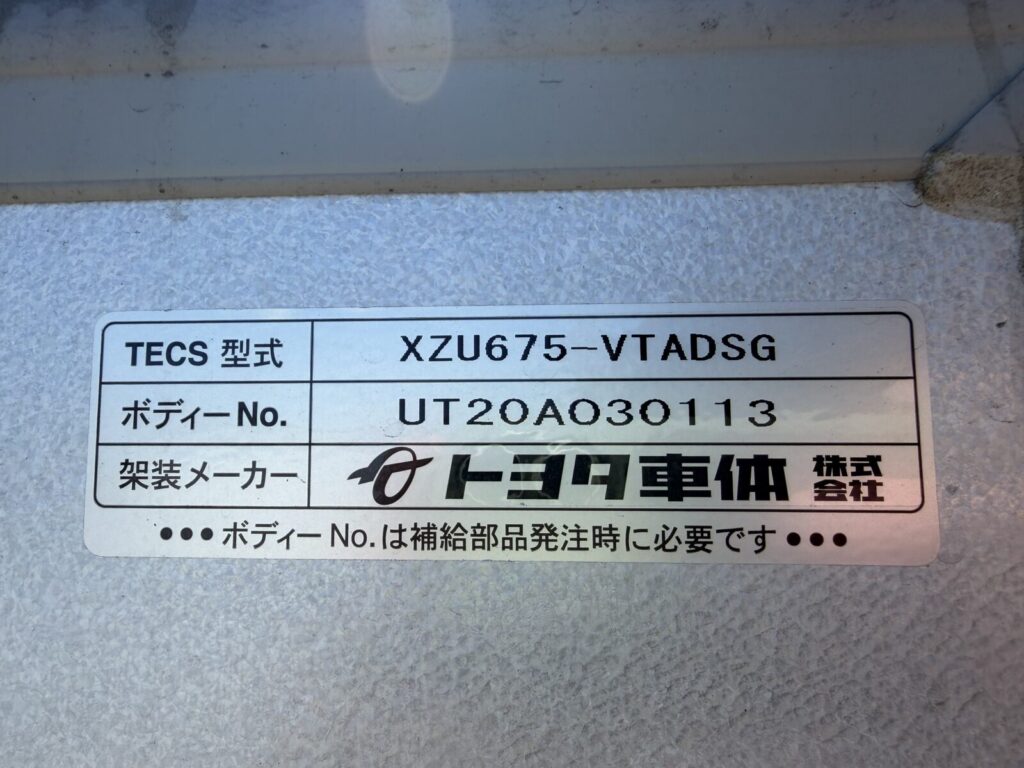 TECS 型式 XZU675-VTADSG
ボディーNo. UT20A030113
架装メーカー トヨタ車体 株式会社
●●●ボディーNo.は補給部品発注時に必要です●●●